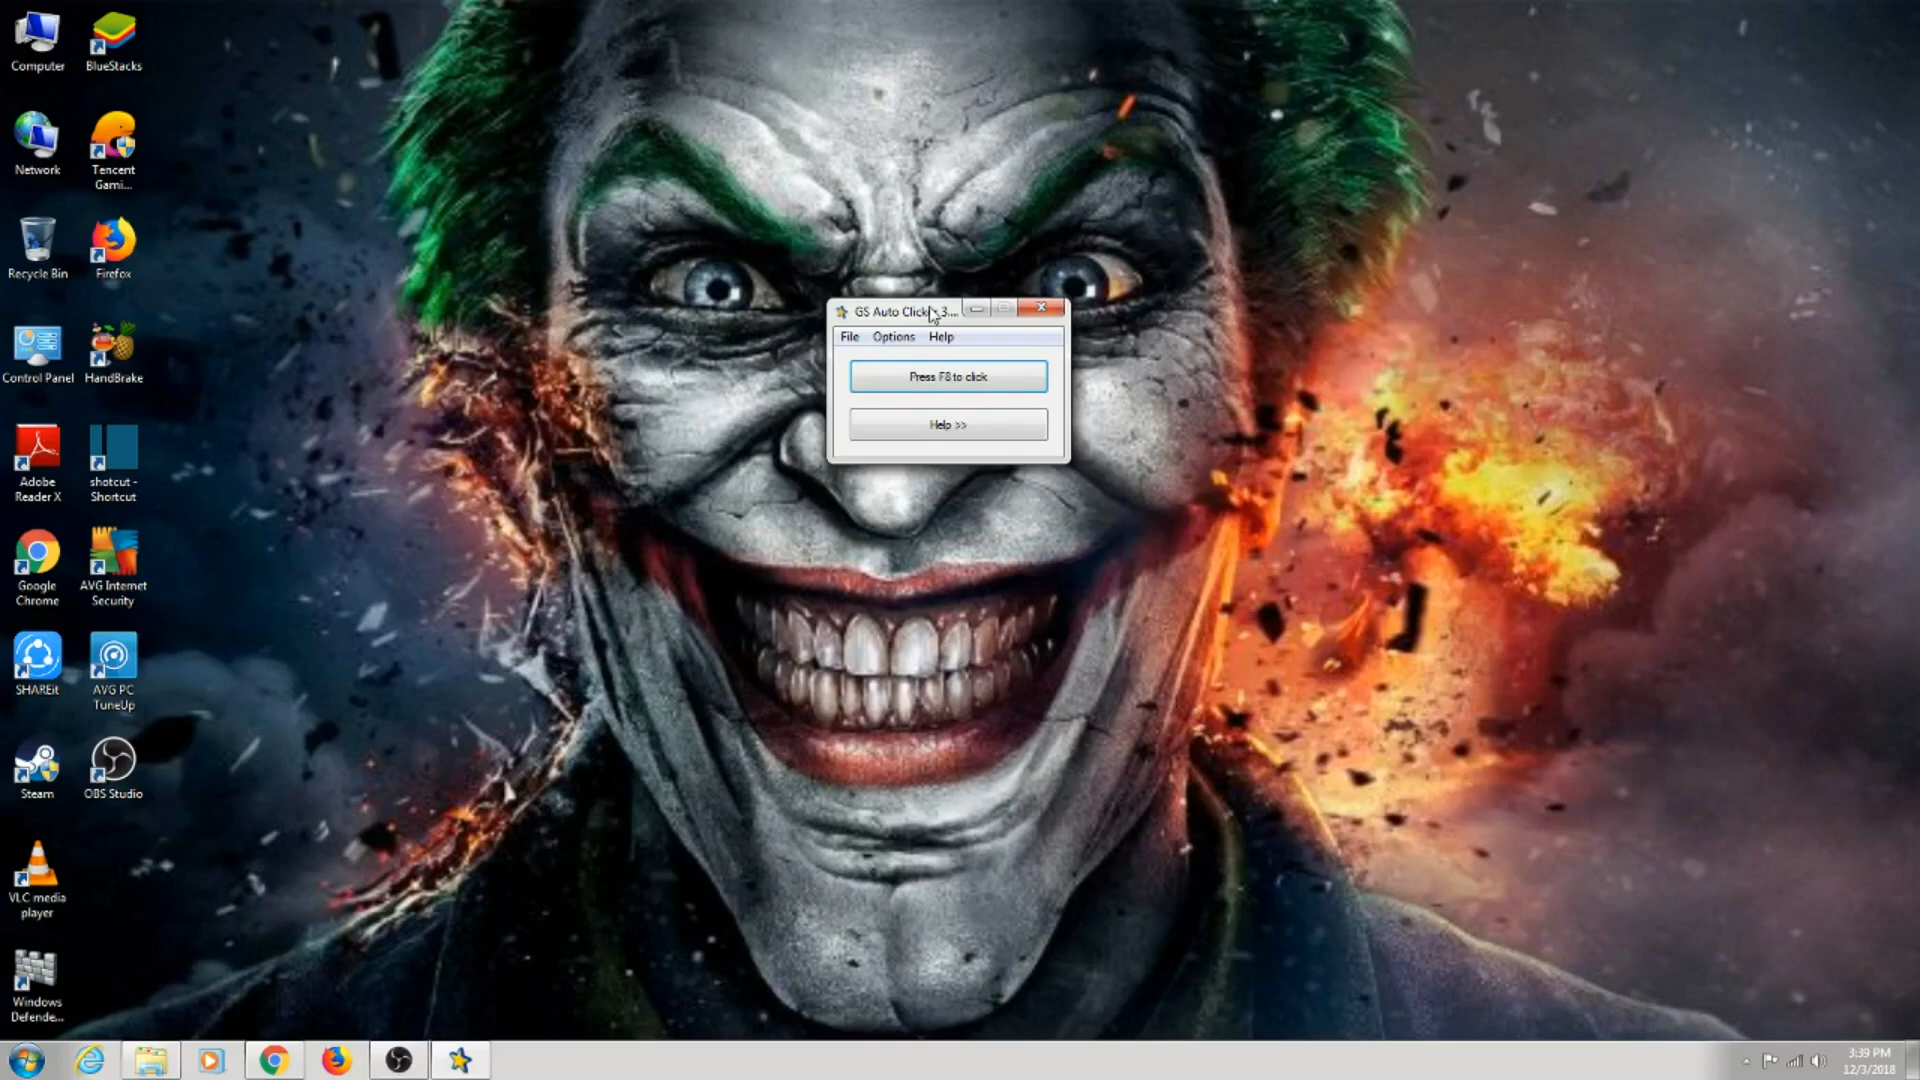 Computer
BlueStacks
Network
Tencent
Gami...
Recycle Bin
Firefox
Control Panel
HandBrake
Adobe
Reader X
shotcut -
Shortcut
Google
Chrome
AVG Internet
Security
SHAREit
AVG PC
TuneUp
Steam
OBS Studio
VLC media
player
Windows
Defende...
GS Auto Clicker 3....
File Options Help
Press F8 to click
Help >>
3:39 PM
12/3/2018